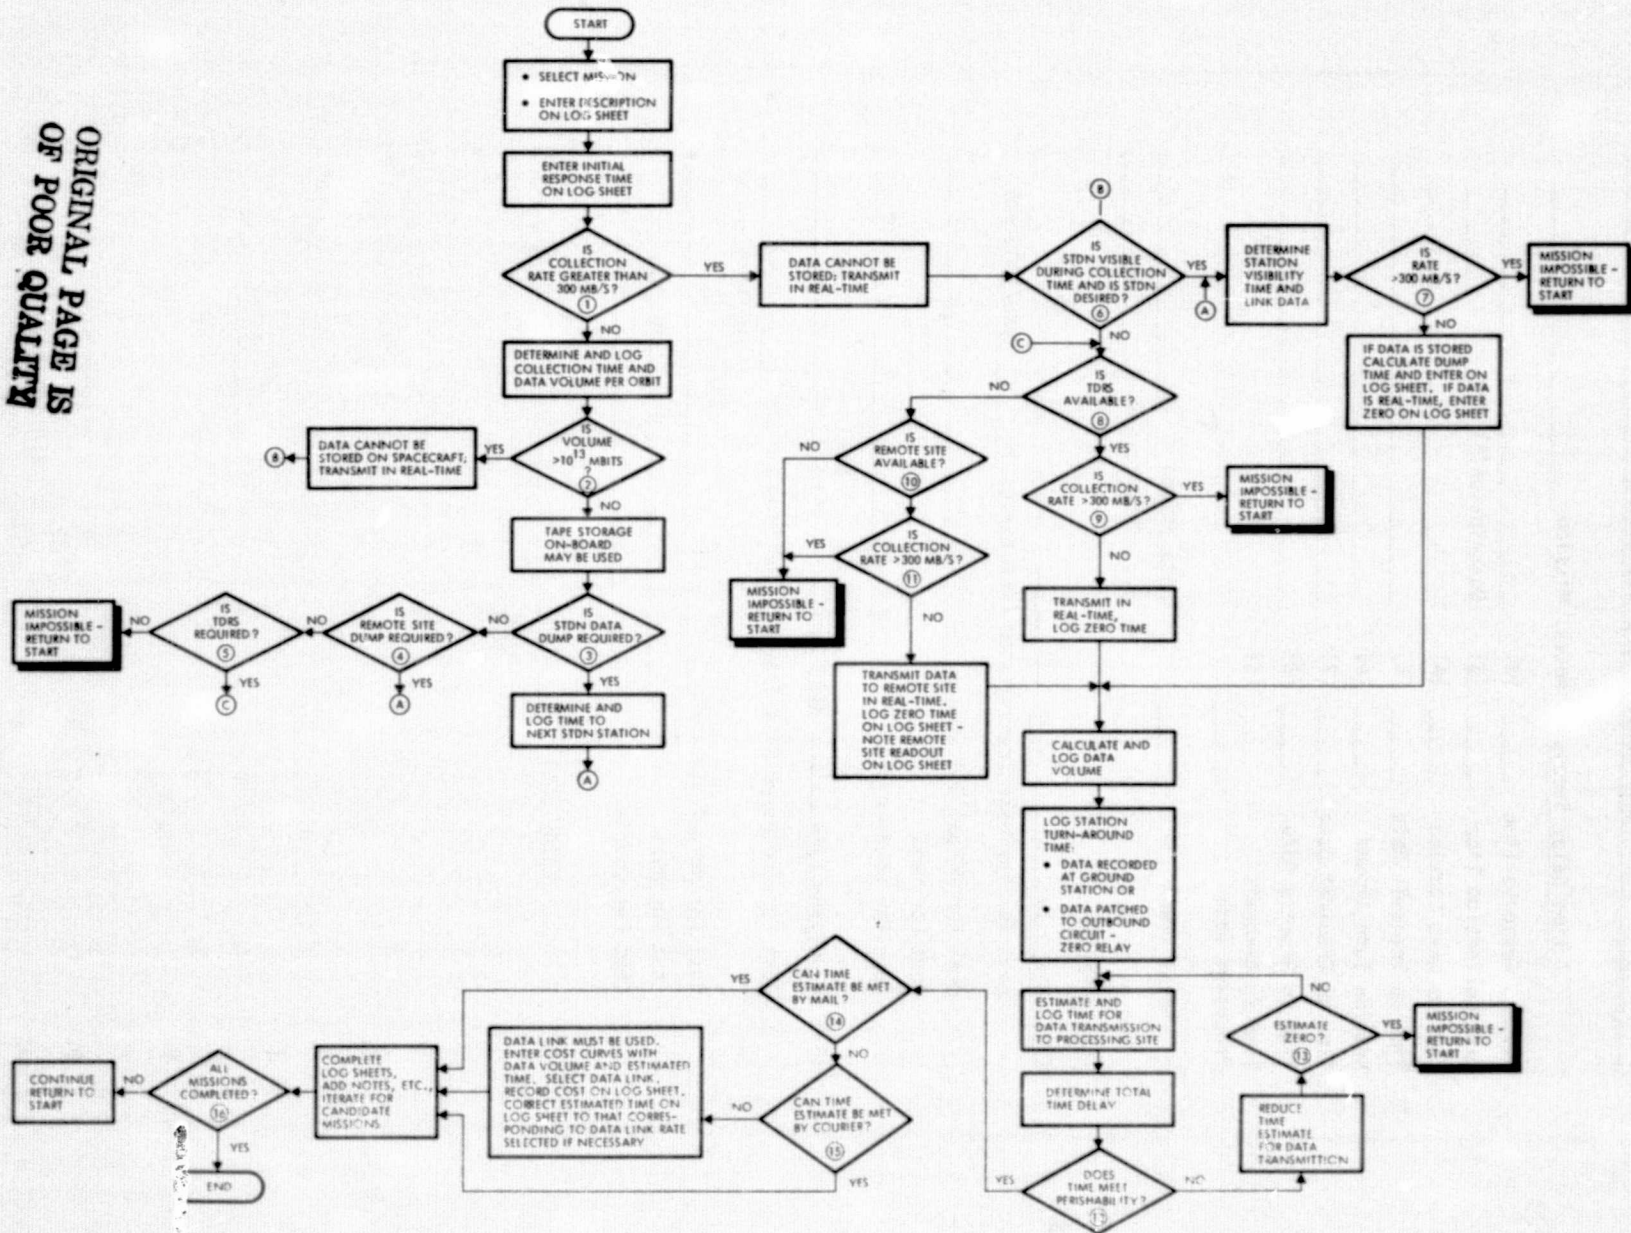 ORIGINAL PAGE IS
OF POOR QUALITY
START
• SELECT MISSION
• ENTER DESCRIPTION
ON LOG SHEET
ENTER INITIAL
RESPONSE TIME
ON LOG SHEET
IS
COLLECTION
RATE GREATER THAN
300 MB/S?
1
YES
NO
DATA CANNOT BE
STORED; TRANSMIT
IN REAL-TIME
B
IS
STDN VISIBLE
DURING COLLECTION
TIME AND IS STDN
DESIRED?
6
YES
A
NO
DETERMINE
STATION
VISIBILITY
TIME AND
LINK DATA
IS
RATE
>300 MB/S?
7
YES
MISSION
IMPOSSIBLE -
RETURN TO
START
NO
IF DATA IS STORED
CALCULATE DUMP
TIME AND ENTER ON
LOG SHEET. IF DATA
IS REAL-TIME, ENTER
ZERO ON LOG SHEET
DETERMINE AND LOG
COLLECTION TIME AND
DATA VOLUME PER ORBIT
C
IS
TDRS
AVAILABLE?
8
NO
YES
IS
VOLUME
>10^13 MBITS
?
2
YES
DATA CANNOT BE
STORED ON SPACECRAFT;
TRANSMIT IN REAL-TIME
B
NO
IS
REMOTE SITE
AVAILABLE?
10
NO
IS
COLLECTION
RATE >300 MB/S?
9
YES
MISSION
IMPOSSIBLE -
RETURN TO
START
NO
TAPE STORAGE
ON-BOARD
MAY BE USED
IS
COLLECTION
RATE >300 MB/S?
11
YES
MISSION
IMPOSSIBLE -
RETURN TO
START
NO
TRANSMIT IN
REAL-TIME,
LOG ZERO TIME
IS
STDN DATA
DUMP REQUIRED?
3
NO
YES
IS
REMOTE SITE
DUMP REQUIRED?
4
NO
YES
A
IS
TDRS
REQUIRED?
5
NO
YES
C
MISSION
IMPOSSIBLE -
RETURN TO
START
DETERMINE AND
LOG TIME TO
NEXT STDN STATION
A
TRANSMIT DATA
TO REMOTE SITE
IN REAL-TIME.
LOG ZERO TIME
ON LOG SHEET -
NOTE REMOTE
SITE READOUT
ON LOG SHEET
CALCULATE AND
LOG DATA
VOLUME
LOG STATION
TURN-AROUND
TIME:
• DATA RECORDED
AT GROUND
STATION OR
• DATA PATCHED
TO OUTBOUND
CIRCUIT -
ZERO RELAY
ESTIMATE AND
LOG TIME FOR
DATA TRANSMISSION
TO PROCESSING SITE
DETERMINE TOTAL
TIME DELAY
DOES
TIME MEET
PERISHABILITY?
12
YES
NO
REDUCE
TIME
ESTIMATE
FOR DATA
TRANSMITTION
ESTIMATE
ZERO?
13
NO
YES
MISSION
IMPOSSIBLE -
RETURN TO
START
CAN TIME
ESTIMATE BE MET
BY MAIL?
14
YES
NO
CAN TIME
ESTIMATE BE MET
BY COURIER?
15
NO
YES
DATA LINK MUST BE USED.
ENTER COST CURVES WITH
DATA VOLUME AND ESTIMATED
TIME. SELECT DATA LINK,
RECORD COST ON LOG SHEET,
CORRECT ESTIMATED TIME ON
LOG SHEET TO THAT CORRES-
PONDING TO DATA LINK RATE
SELECTED IF NECESSARY
COMPLETE
LOG SHEETS,
ADD NOTES, ETC.,
ITERATE FOR
CANDIDATE
MISSIONS
ALL
MISSIONS
COMPLETED?
16
NO
YES
CONTINUE
RETURN TO
START
END